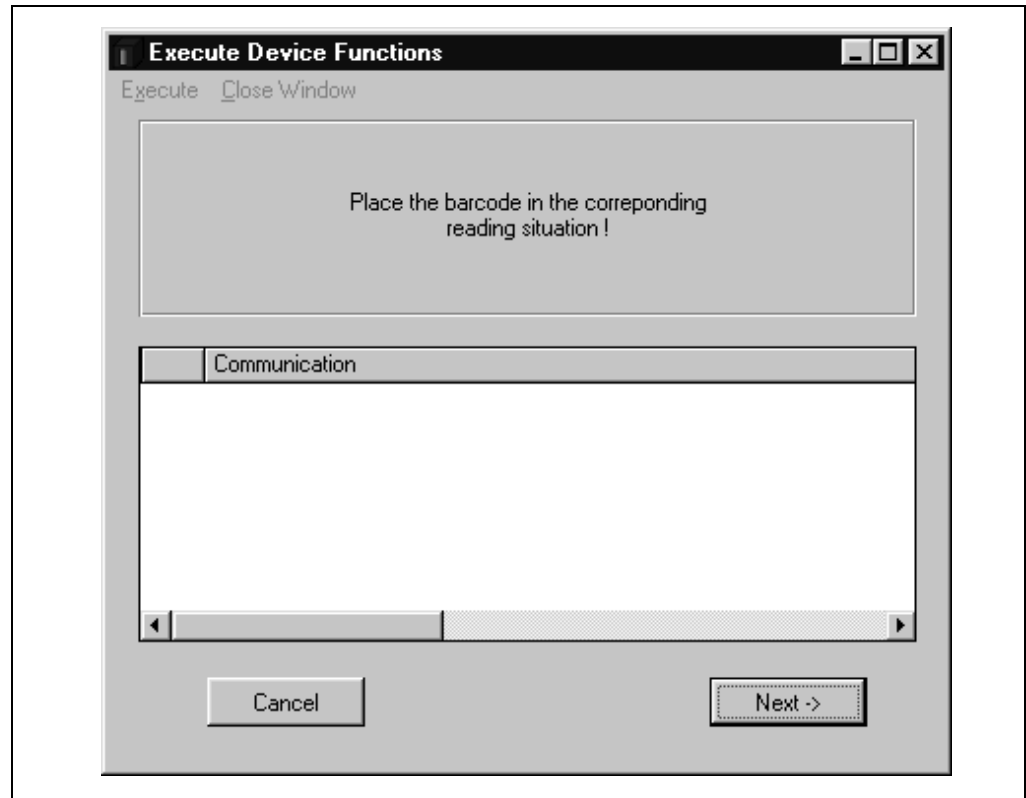 Execute Device Functions
Execute Close Window
Place the barcode in the correponding
reading situation !
Communication
Cancel Next ->